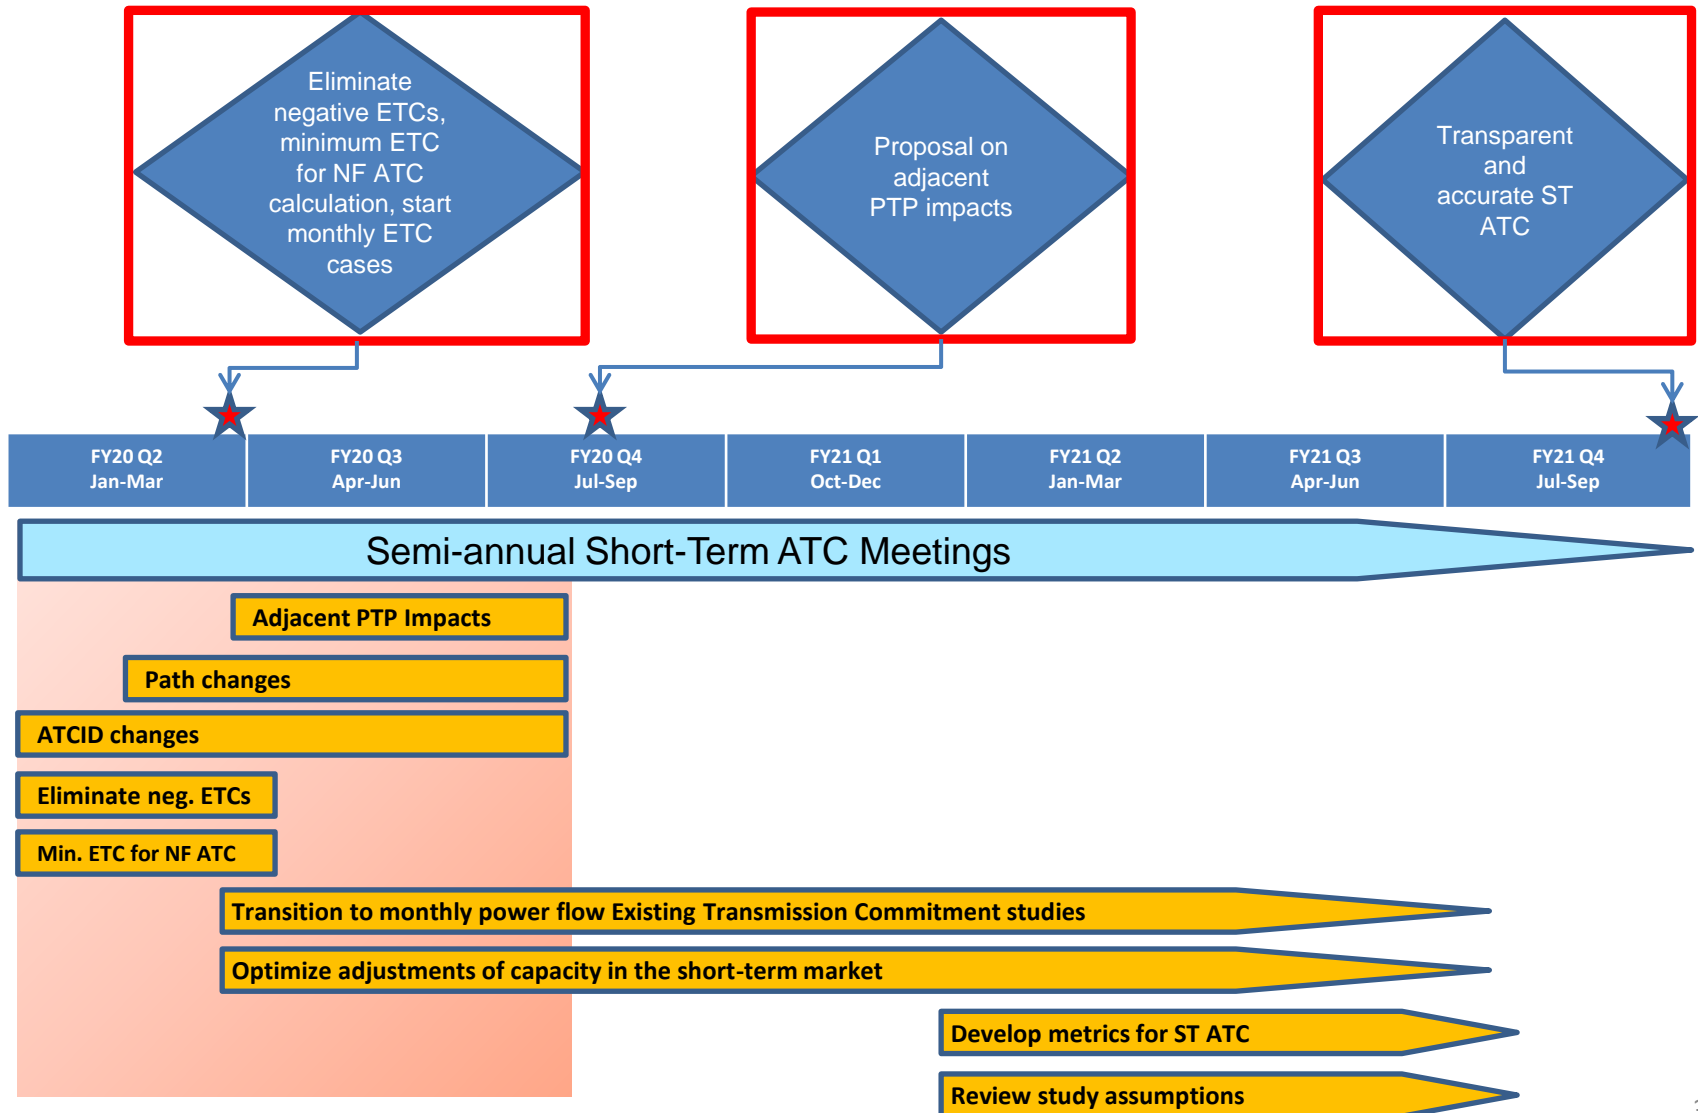 Eliminate
negative ETCs,
minimum ETC
for NF ATC
calculation, start
monthly ETC
cases
Proposal on
adjacent
PTP impacts
Transparent
and
accurate ST
ATC
FY20 Q2
Jan-Mar
FY20 Q3
Apr-Jun
FY20 Q4
Jul-Sep
FY21 Q1
Oct-Dec
FY21 Q2
Jan-Mar
FY21 Q3
Apr-Jun
FY21 Q4
Jul-Sep
Semi-annual Short-Term ATC Meetings
Adjacent PTP Impacts
Path changes
ATCID changes
Eliminate neg. ETCs
Min. ETC for NF ATC
Transition to monthly power flow Existing Transmission Commitment studies
Optimize adjustments of capacity in the short-term market
Develop metrics for ST ATC
Review study assumptions